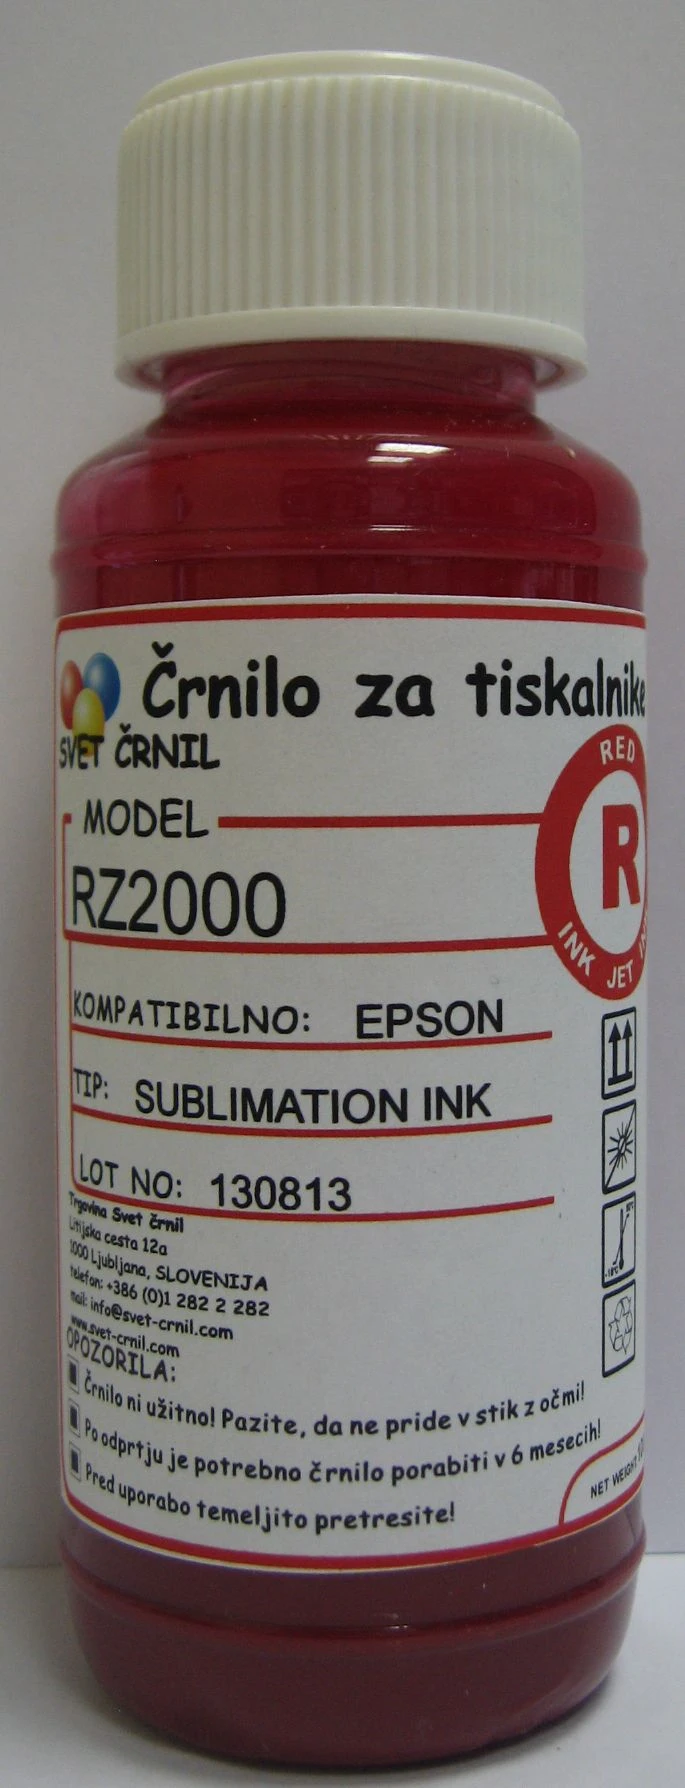 Črnilo za tiskalnike
SVET ČRNIL
RED
R
INK JET
MODEL
RZ2000
KOMPATIBILNO: EPSON
TIP: SUBLIMATION INK
LOT NO: 130813
Trgovina Svet črnil
Litijska cesta 12a
1000 Ljubljana, SLOVENIJA
telefon: +386 (0)1 282 2 282
mail: info@svet-crnil.com
www.svet-crnil.com
OPOZORILA:
Črnilo ni užitno! Pazite, da ne pride v stik z očmi!
Po odprtju je potrebno črnilo porabiti v 6 mesecih!
Pred uporabo temeljito pretresite!
NET WEIGHT